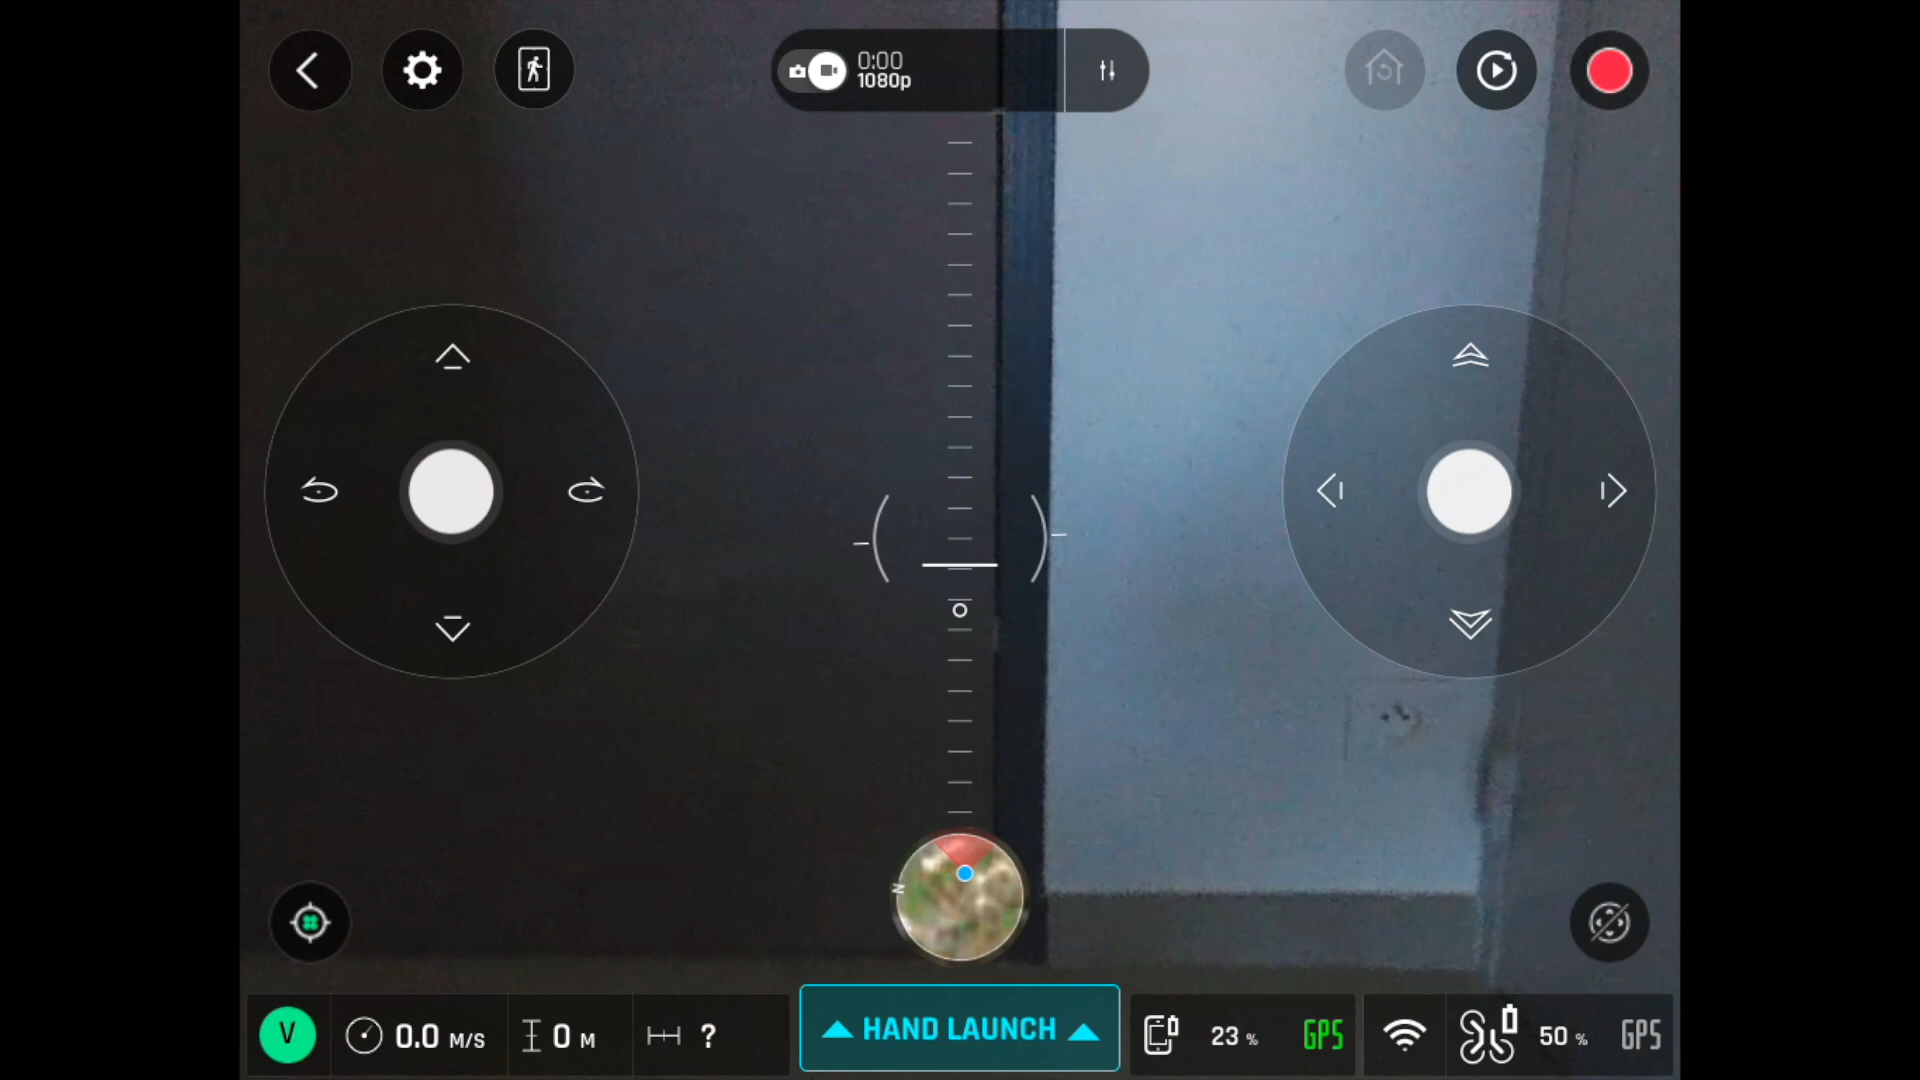 0:00
1080p
N
V
0.0 M/S
0 M
?
HAND LAUNCH
23 %
GPS
50 %
GPS